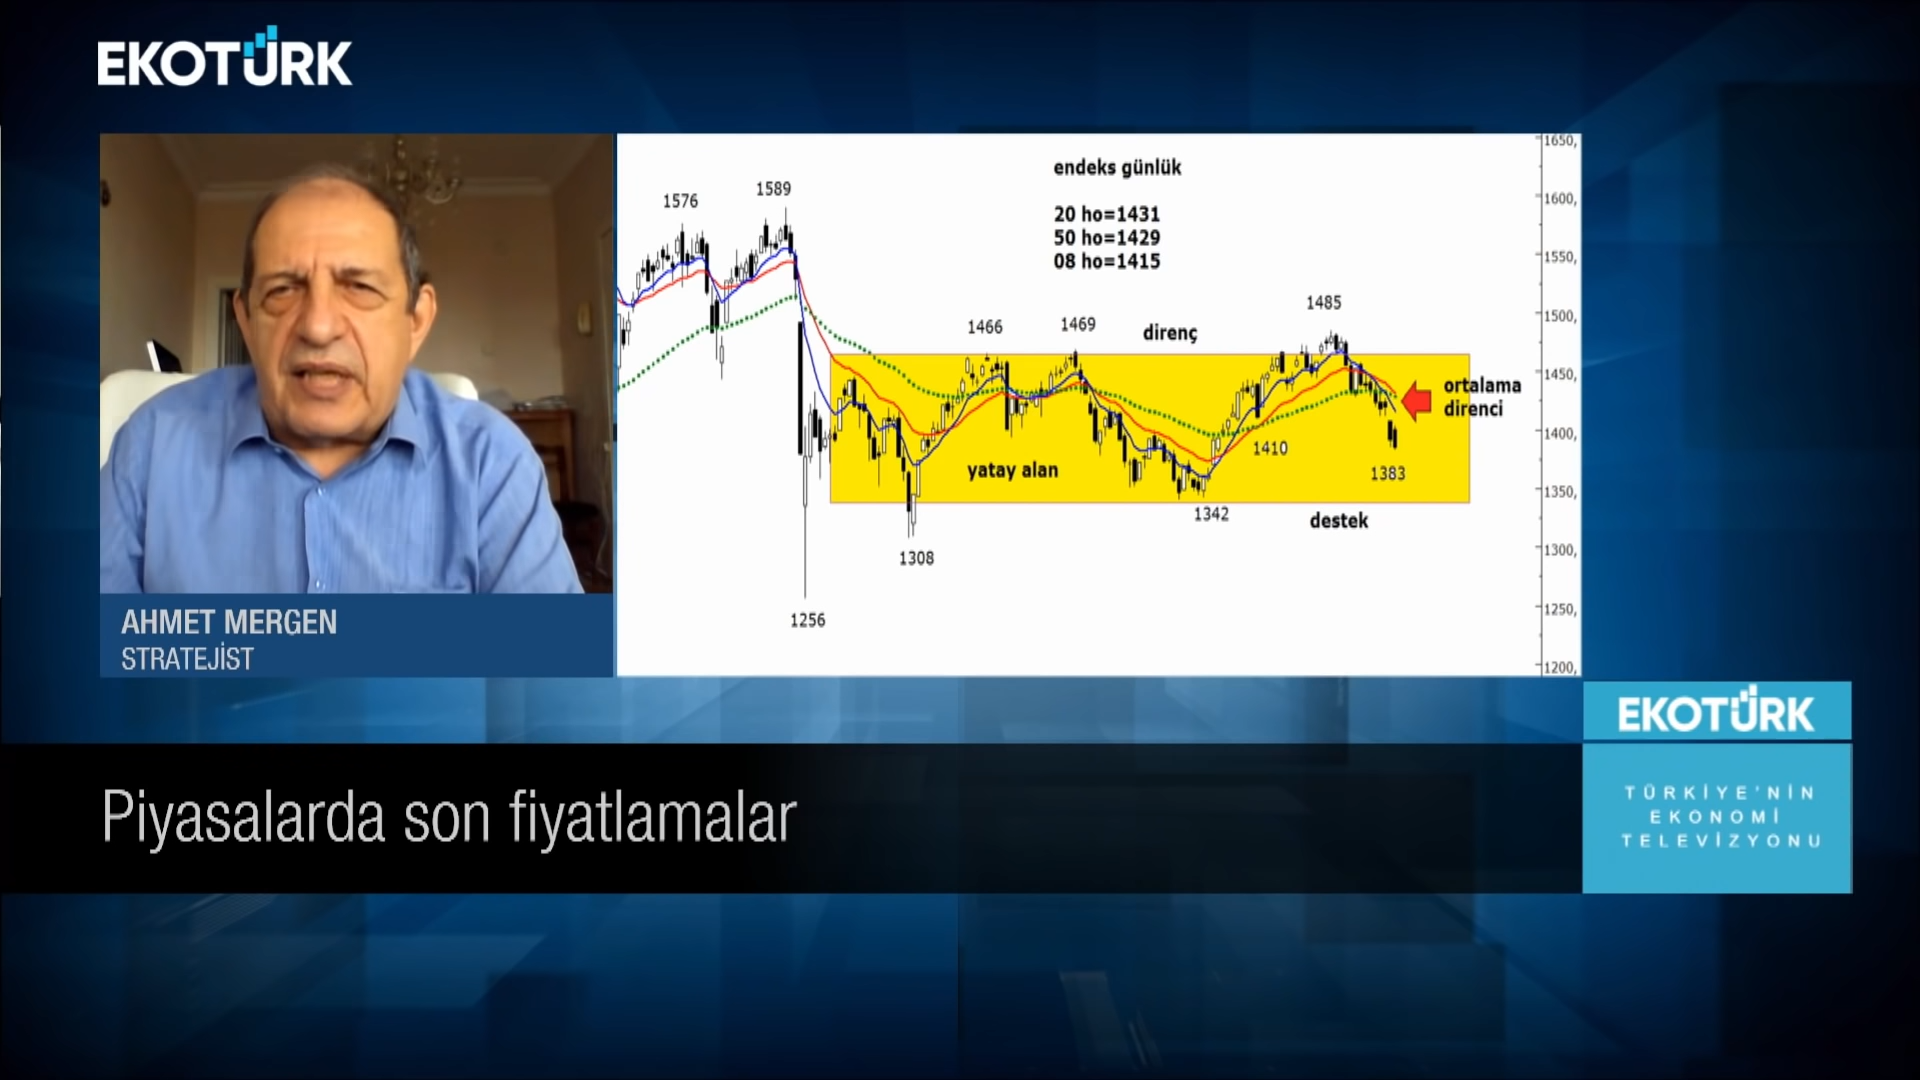 EKOTÜRK
AHMET MERGEN
STRATEJİST
endeks günlük
20 ho=1431
50 ho=1429
08 ho=1415
1576
1589
1466
1469
direnç
1485
ortalama
direnci
yatay alan
1410
1383
1342
destek
1308
1256
1650,
1600,
1550,
1500,
1450,
1400,
1350,
1300,
1250,
1200,
EKOTÜRK
TÜRKİYE'NİN
EKONOMİ
TELEVİZYONU
Piyasalarda son fiyatlamalar